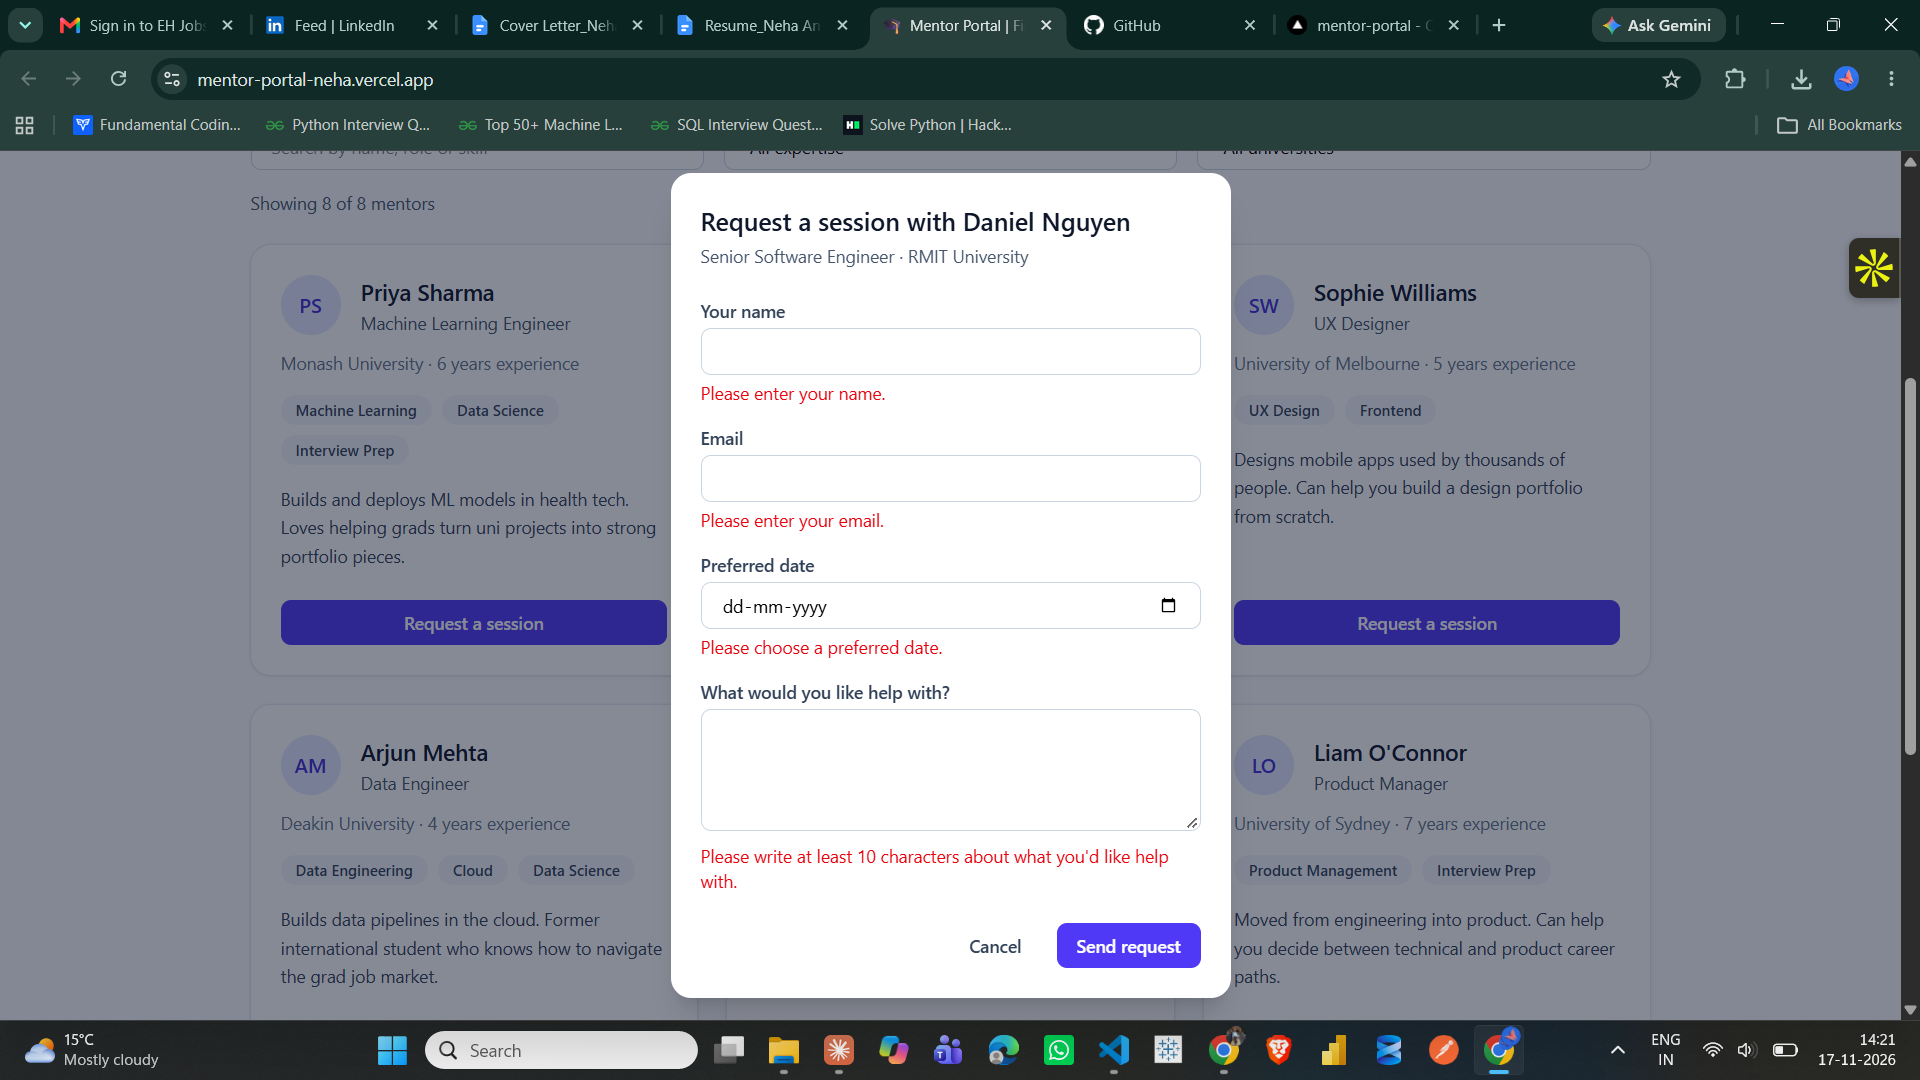 Sign in to EH Jobs
Feed | LinkedIn
Cover Letter_Neh
Resume_Neha An
Mentor Portal | Fi
GitHub
mentor-portal -
Ask Gemini
mentor-portal-neha.vercel.app
Fundamental Codin...
Python Interview Q...
Top 50+ Machine L...
SQL Interview Quest...
Solve Python | Hack...
All Bookmarks
Search by name, role or skill
All expertise
All universities
Showing 8 of 8 mentors
PS
Priya Sharma
Machine Learning Engineer
Monash University · 6 years experience
Machine Learning
Data Science
Interview Prep
Builds and deploys ML models in health tech.
Loves helping grads turn uni projects into strong
portfolio pieces.
Request a session
Request a session with Daniel Nguyen
Senior Software Engineer · RMIT University
Your name
Please enter your name.
Email
Please enter your email.
Preferred date
dd-mm-yyyy
Please choose a preferred date.
What would you like help with?
Please write at least 10 characters about what you'd like help
with.
Cancel
Send request
SW
Sophie Williams
UX Designer
University of Melbourne · 5 years experience
UX Design
Frontend
Designs mobile apps used by thousands of
people. Can help you build a design portfolio
from scratch.
Request a session
AM
Arjun Mehta
Data Engineer
Deakin University · 4 years experience
Data Engineering
Cloud
Data Science
Builds data pipelines in the cloud. Former
international student who knows how to navigate
the grad job market.
LO
Liam O'Connor
Product Manager
University of Sydney · 7 years experience
Product Management
Interview Prep
Moved from engineering into product. Can help
you decide between technical and product career
paths.
15°C
Mostly cloudy
Search
ENG
IN
14:21
17-11-2026